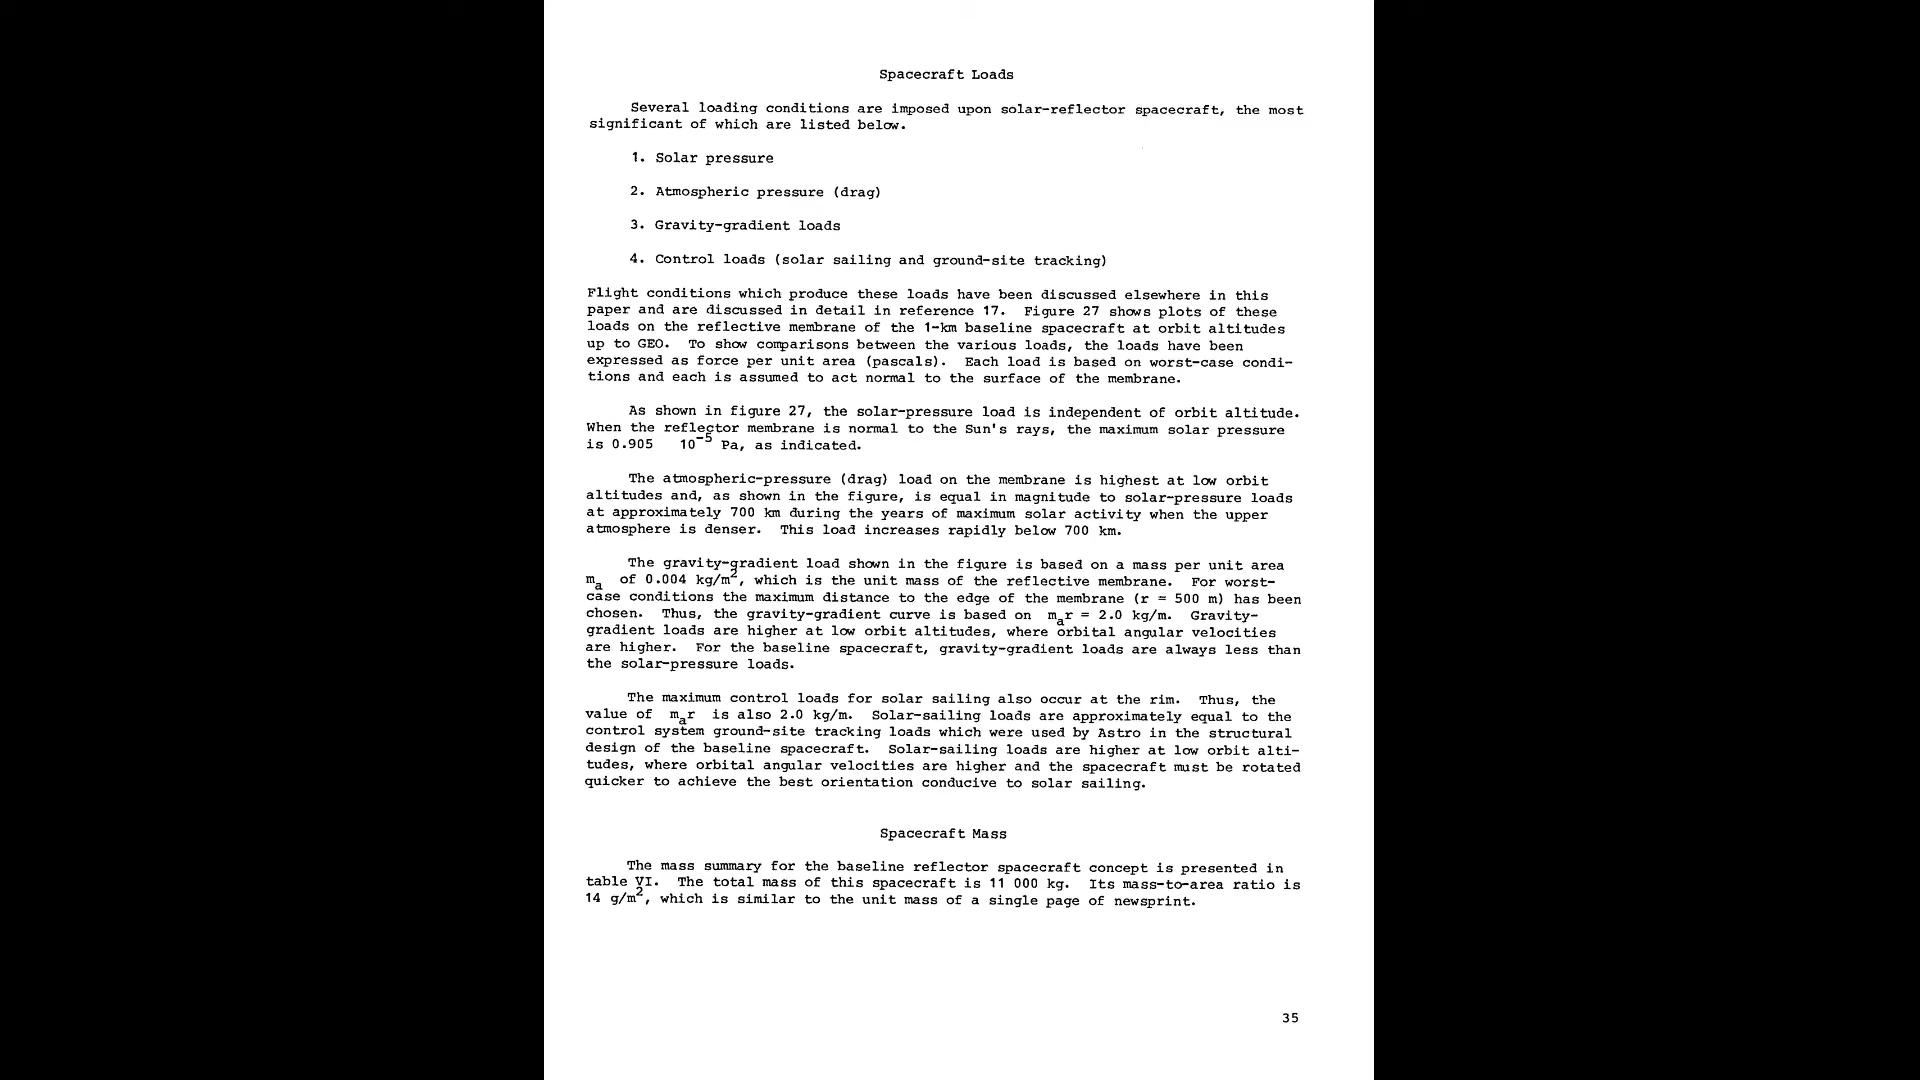 Spacecraft Loads
Several loading conditions are imposed upon solar-reflector spacecraft, the most
significant of which are listed below.
1. Solar pressure
2. Atmospheric pressure (drag)
3. Gravity-gradient loads
4. Control loads (solar sailing and ground-site tracking)
Flight conditions which produce these loads have been discussed elsewhere in this
paper and are discussed in detail in reference 17. Figure 27 shows plots of these
loads on the reflective membrane of the 1-km baseline spacecraft at orbit altitudes
up to GEO. To show comparisons between the various loads, the loads have been
expressed as force per unit area (pascals). Each load is based on worst-case condi-
tions and each is assumed to act normal to the surface of the membrane.
As shown in figure 27, the solar-pressure load is independent of orbit altitude.
When the reflector membrane is normal to the Sun's rays, the maximum solar pressure
is 0.905 10⁻⁵ Pa, as indicated.
The atmospheric-pressure (drag) load on the membrane is highest at low orbit
altitudes and, as shown in the figure, is equal in magnitude to solar-pressure loads
at approximately 700 km during the years of maximum solar activity when the upper
atmosphere is denser. This load increases rapidly below 700 km.
The gravity-gradient load shown in the figure is based on a mass per unit area
mₐ of 0.004 kg/m², which is the unit mass of the reflective membrane. For worst-
case conditions the maximum distance to the edge of the membrane (r = 500 m) has been
chosen. Thus, the gravity-gradient curve is based on mₐr = 2.0 kg/m. Gravity-
gradient loads are higher at low orbit altitudes, where orbital angular velocities
are higher. For the baseline spacecraft, gravity-gradient loads are always less than
the solar-pressure loads.
The maximum control loads for solar sailing also occur at the rim. Thus, the
value of mₐr is also 2.0 kg/m. Solar-sailing loads are approximately equal to the
control system ground-site tracking loads which were used by Astro in the structural
design of the baseline spacecraft. Solar-sailing loads are higher at low orbit alti-
tudes, where orbital angular velocities are higher and the spacecraft must be rotated
quicker to achieve the best orientation conducive to solar sailing.
Spacecraft Mass
The mass summary for the baseline reflector spacecraft concept is presented in
table VI. The total mass of this spacecraft is 11 000 kg. Its mass-to-area ratio is
14 g/m², which is similar to the unit mass of a single page of newsprint.
35